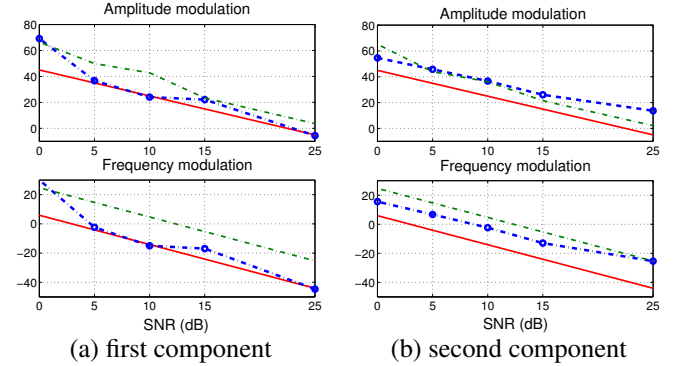 Amplitude modulation
80
60
40
20
0
0 5 10 15 25
Frequency modulation
20
0
−20
−40
0 5 10 15 25
SNR (dB)
(a) first component
Amplitude modulation
80
60
40
20
0
0 5 10 15 25
Frequency modulation
20
0
−20
−40
0 5 10 15 25
SNR (dB)
(b) second component